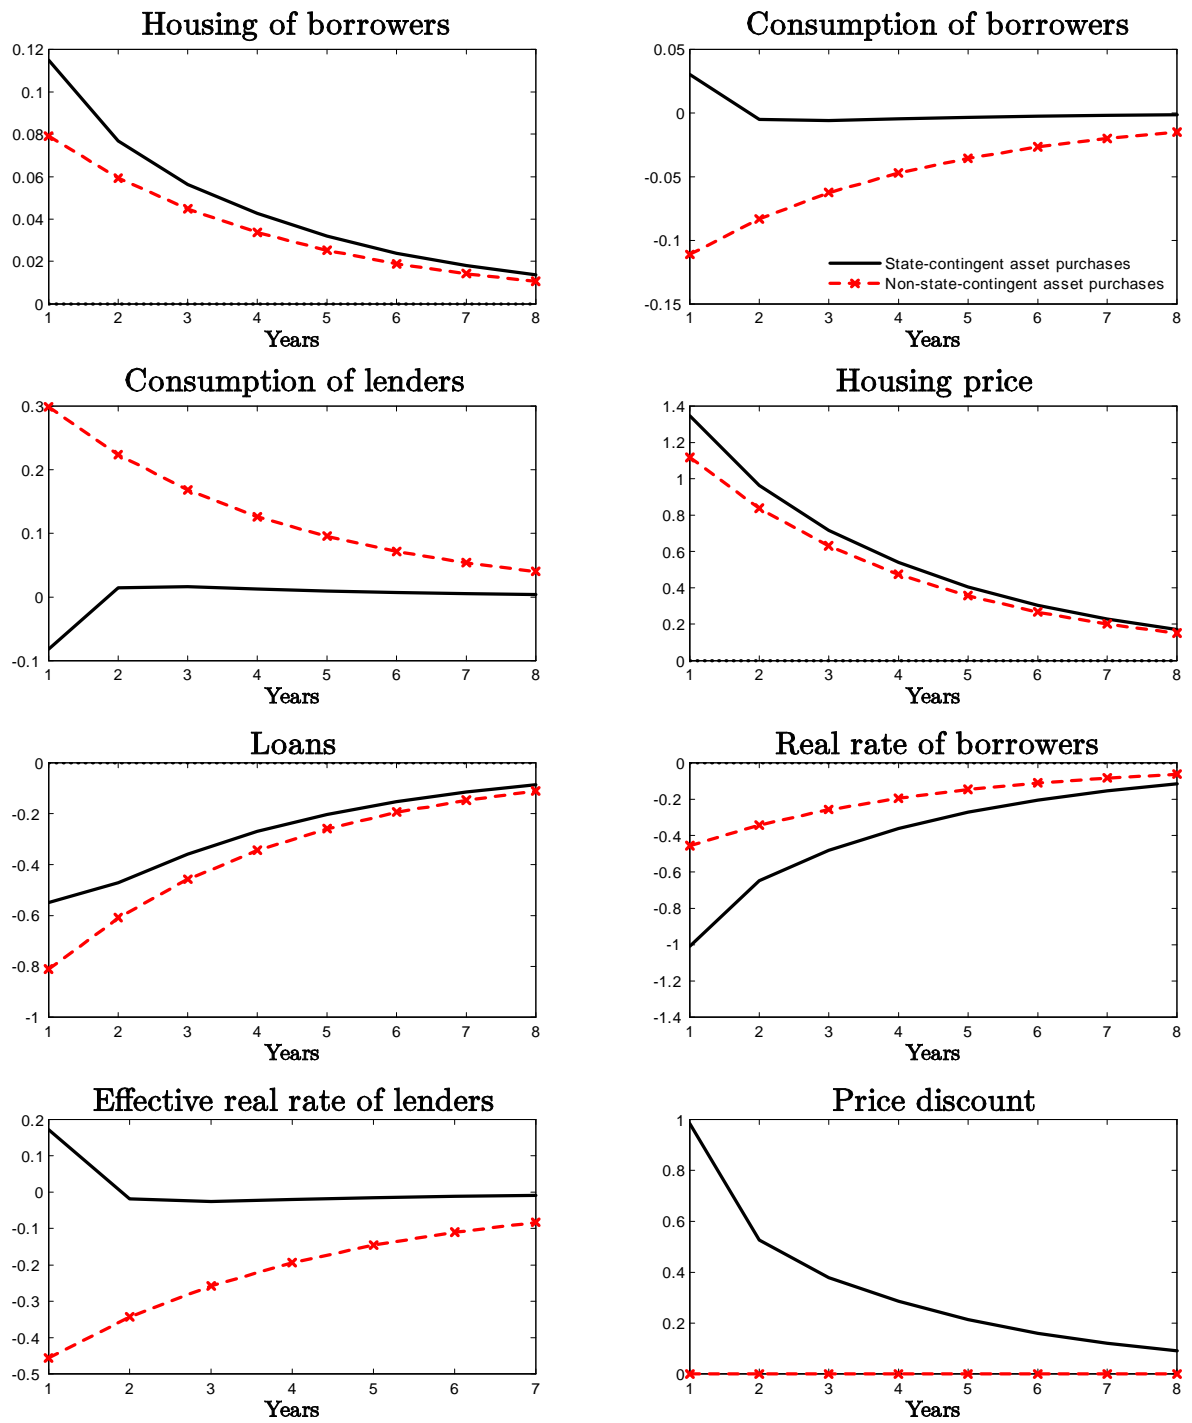 Housing of borrowers
0.12
0.1
0.08
0.06
0.04
0.02
0
1 2 3 4 5 6 7 8
Years
Consumption of borrowers
0.05
0
-0.05
-0.1
-0.15
State-contingent asset purchases
Non-state-contingent asset purchases
1 2 3 4 5 6 7 8
Years
Consumption of lenders
0.3
0.2
0.1
0
-0.1
1 2 3 4 5 6 7 8
Years
Housing price
1.4
1.2
1
0.8
0.6
0.4
0.2
0
1 2 3 4 5 6 7 8
Years
Loans
0
-0.2
-0.4
-0.6
-0.8
-1
1 2 3 4 5 6 7 8
Years
Real rate of borrowers
0
-0.2
-0.4
-0.6
-0.8
-1
-1.2
-1.4
1 2 3 4 5 6 7 8
Years
Effective real rate of lenders
0.2
0.1
0
-0.1
-0.2
-0.3
-0.4
-0.5
1 2 3 4 5 6 7
Years
Price discount
1
0.8
0.6
0.4
0.2
0
1 2 3 4 5 6 7 8
Years